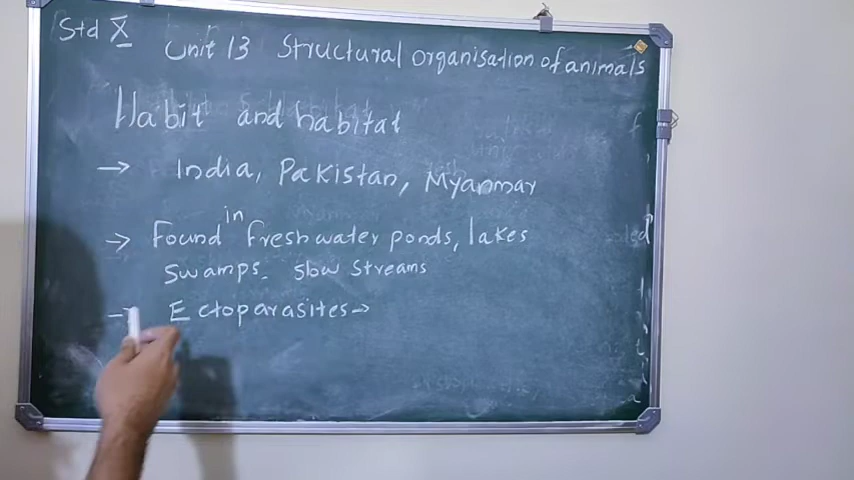 Std X
Unit 13 Structural organisation of animals
Habit and habitat
→ India, Pakistan, Myanmar
→ Found in freshwater ponds, lakes
swamps. slow streams
→ Ectoparasites →